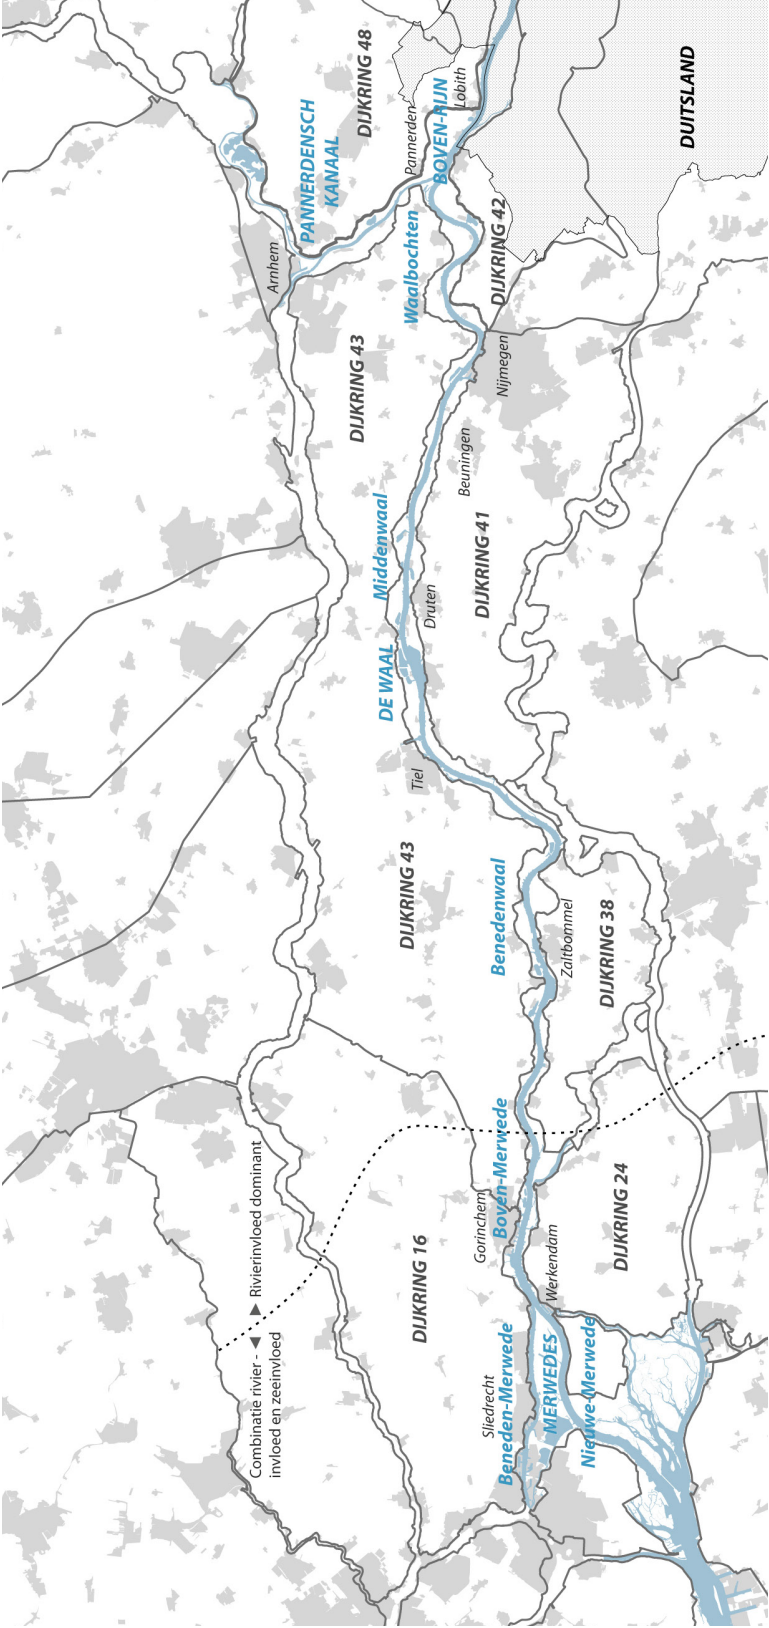 Combinatie rivier - ◀ ▶ Rivierinvloed dominant
invloed en zeeinvloed
Arnhem
PANNERDENSCH
KANAAL
DIJKRING 43
DIJKRING 48
DE WAAL
Middenwaal
Waalbochten
Pannerden
DIJKRING 16
DIJKRING 43
Tiel
Druten
BOVEN-RIJN
Lobith
Beuningen
DIJKRING 41
Nijmegen
DIJKRING 42
Sliedrecht
Gorinchem
Beneden-Merwede
Boven-Merwede
Benedenwaal
MERWEDES
Werkendam
Zaltbommel
Nieuwe-Merwede
DIJKRING 24
DIJKRING 38
DUITSLAND